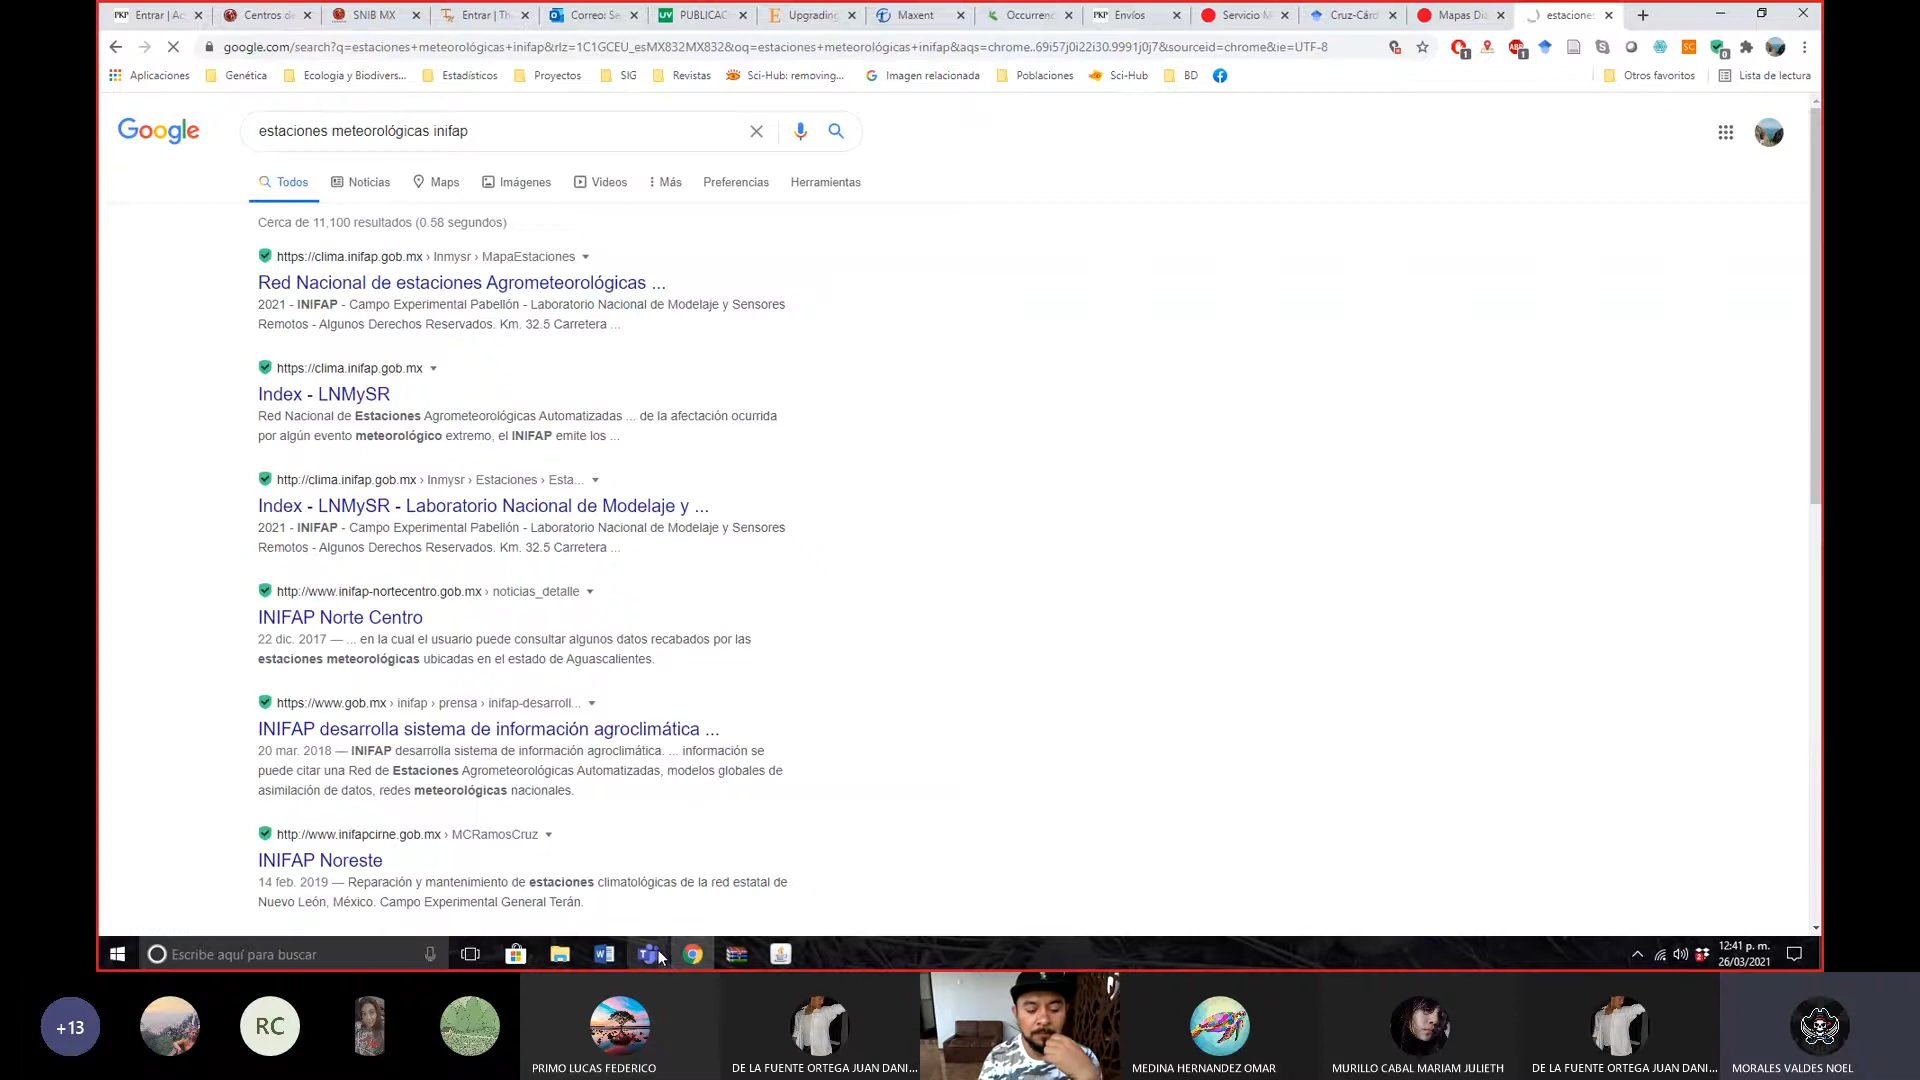 Entrar | Ac
Centros de
SNIB MX
Entrar | Th
Correo: Se
PUBLICAC
Upgrading
Maxent
Occurrenc
Envíos
Servicio M
Cruz-Cárd
Mapas Dig
estaciones
google.com/search?q=estaciones+meteorológicas+inifap&rlz=1C1GCEU_esMX832MX832&oq=estaciones+meteorológicas+inifap&aqs=chrome..69i57j0i22i30.9991j0j7&sourceid=chrome&ie=UTF-8
Aplicaciones
Genética
Ecologia y Biodivers...
Estadísticos
Proyectos
SIG
Revistas
Sci-Hub: removing...
Imagen relacionada
Poblaciones
Sci-Hub
BD
Otros favoritos
Lista de lectura
Google
estaciones meteorológicas inifap
Todos
Noticias
Maps
Imágenes
Videos
Más
Preferencias
Herramientas
Cerca de 11,100 resultados (0.58 segundos)
https://clima.inifap.gob.mx › lnmysr › MapaEstaciones
Red Nacional de estaciones Agrometeorológicas ...
2021 - INIFAP - Campo Experimental Pabellón - Laboratorio Nacional de Modelaje y Sensores
Remotos - Algunos Derechos Reservados. Km. 32.5 Carretera ...
https://clima.inifap.gob.mx
Index - LNMySR
Red Nacional de Estaciones Agrometeorológicas Automatizadas ... de la afectación ocurrida
por algún evento meteorológico extremo, el INIFAP emite los ...
http://clima.inifap.gob.mx › lnmysr › Estaciones › Esta...
Index - LNMySR - Laboratorio Nacional de Modelaje y ...
2021 - INIFAP - Campo Experimental Pabellón - Laboratorio Nacional de Modelaje y Sensores
Remotos - Algunos Derechos Reservados. Km. 32.5 Carretera ...
http://www.inifap-nortecentro.gob.mx › noticias_detalle
INIFAP Norte Centro
22 dic. 2017 — ... en la cual el usuario puede consultar algunos datos recabados por las
estaciones meteorológicas ubicadas en el estado de Aguascalientes.
https://www.gob.mx › inifap › prensa › inifap-desarroll...
INIFAP desarrolla sistema de información agroclimática ...
20 mar. 2018 — INIFAP desarrolla sistema de información agroclimática. ... información se
puede citar una Red de Estaciones Agrometeorológicas Automatizadas, modelos globales de
asimilación de datos, redes meteorológicas nacionales.
http://www.inifapcirne.gob.mx › MCRamosCruz
INIFAP Noreste
14 feb. 2019 — Reparación y mantenimiento de estaciones climatológicas de la red estatal de
Nuevo León, México. Campo Experimental General Terán.
Escribe aquí para buscar
12:41 p. m.
26/03/2021
+13
RC
PRIMO LUCAS FEDERICO
DE LA FUENTE ORTEGA JUAN DANI...
MEDINA HERNANDEZ OMAR
MURILLO CABAL MARIAM JULIETH
DE LA FUENTE ORTEGA JUAN DANI...
MORALES VALDES NOEL